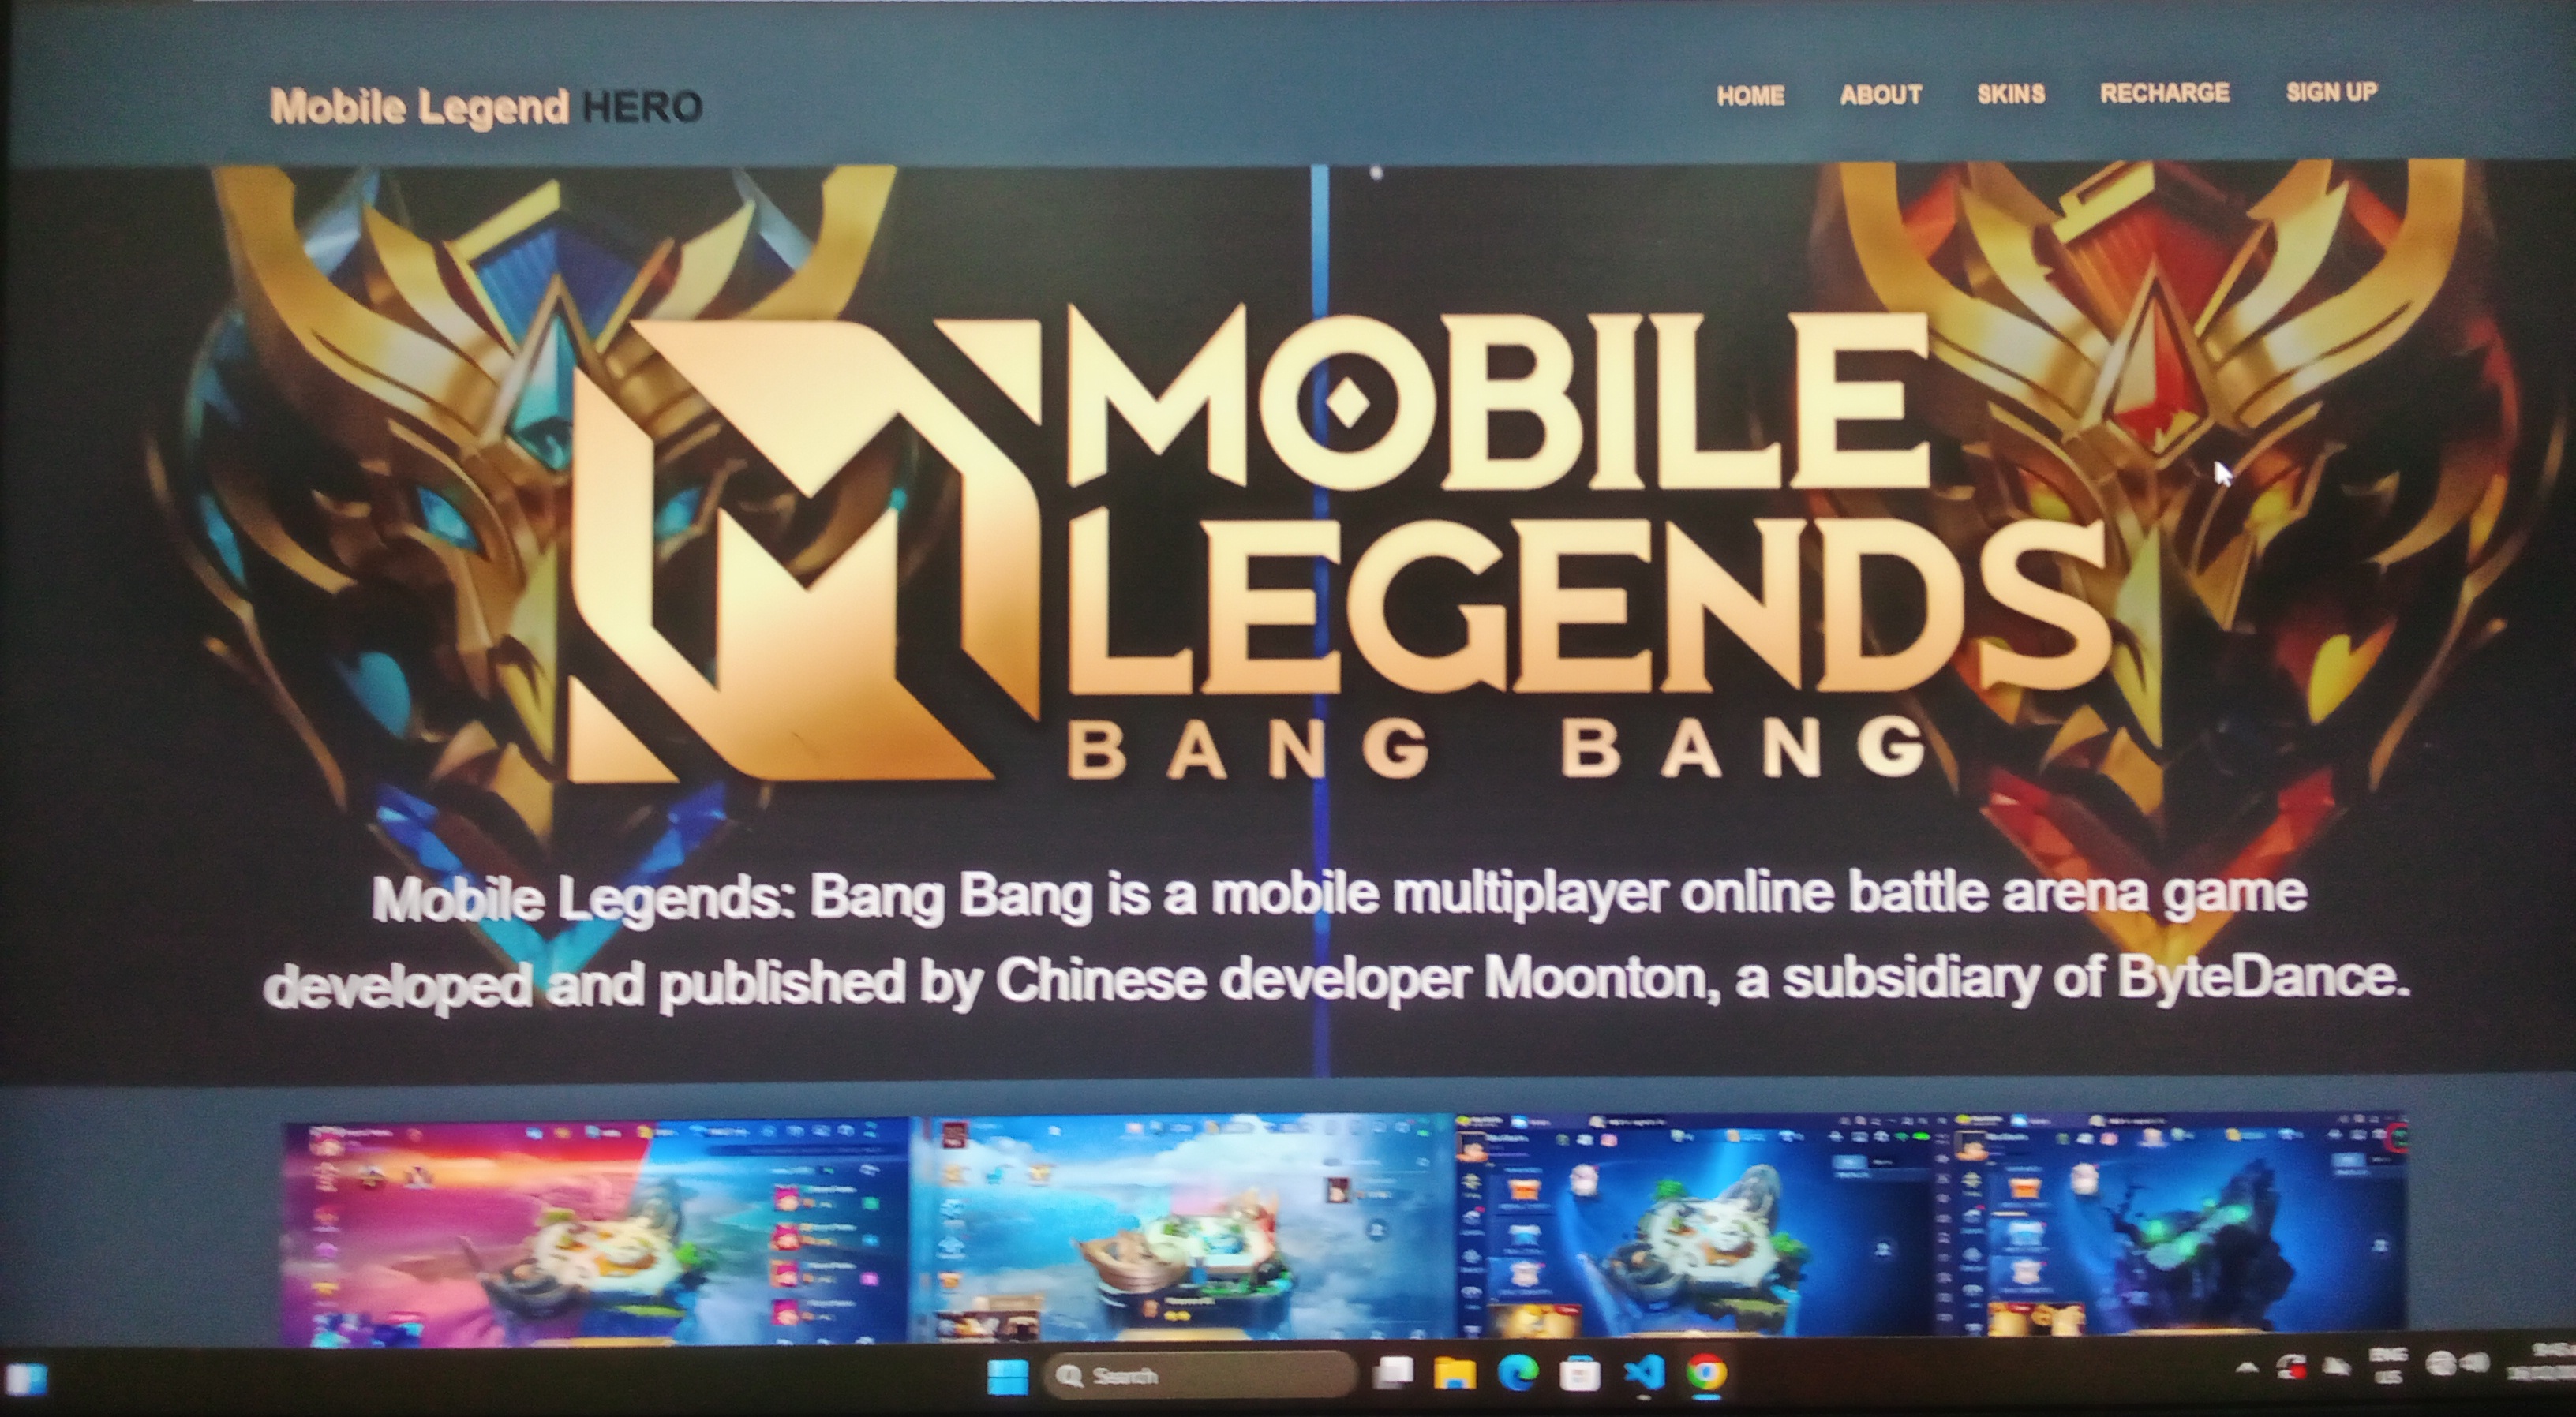 Mobile Legend HERO
HOME ABOUT SKINS RECHARGE SIGN UP
MOBILE
LEGENDS
BANG BANG
Mobile Legends: Bang Bang is a mobile multiplayer online battle arena game
developed and published by Chinese developer Moonton, a subsidiary of ByteDance.
Search
ENG
US